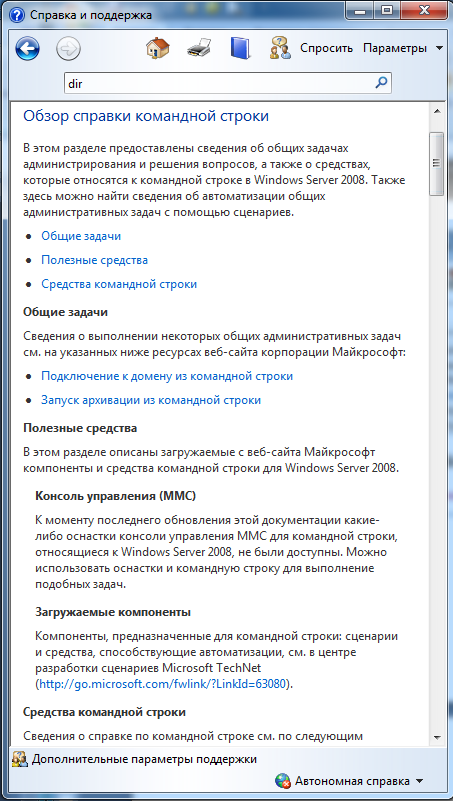 Справка и поддержка
Спросить Параметры
dir
Обзор справки командной строки
В этом разделе предоставлены сведения об общих задачах
администрирования и решения вопросов, а также о средствах,
которые относятся к командной строке в Windows Server 2008. Также
здесь можно найти сведения об автоматизации общих
административных задач с помощью сценариев.
Общие задачи
Полезные средства
Средства командной строки
Общие задачи
Сведения о выполнении некоторых общих административных задач
см. на указанных ниже ресурсах веб-сайта корпорации Майкрософт:
Подключение к домену из командной строки
Запуск архивации из командной строки
Полезные средства
В этом разделе описаны загружаемые с веб-сайта Майкрософт
компоненты и средства командной строки для Windows Server 2008.
Консоль управления (MMC)
К моменту последнего обновления этой документации какие-
либо оснастки консоли управления MMC для командной строки,
относящиеся к Windows Server 2008, не были доступны. Можно
использовать оснастки и командную строку для выполнение
подобных задач.
Загружаемые компоненты
Компоненты, предназначенные для командной строки: сценарии
и средства, способствующие автоматизации, см. в центре
разработки сценариев Microsoft TechNet
(http://go.microsoft.com/fwlink/?LinkId=63080).
Средства командной строки
Сведения о справке по командной строке см. по следующим
Дополнительные параметры поддержки
Автономная справка